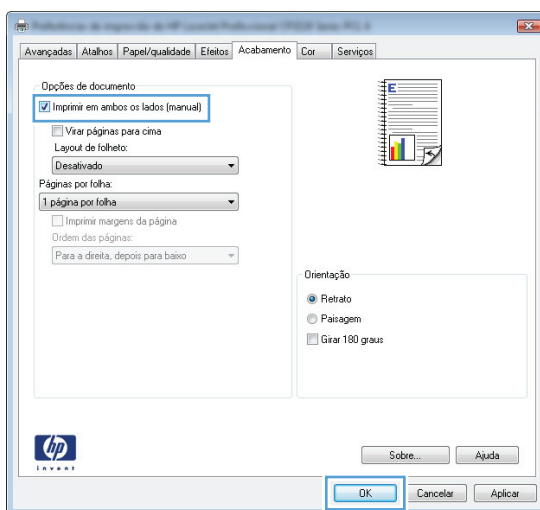 Avançadas Atalhos Papel/qualidade Efeitos Acabamento Cor Serviços
Opções de documento
Imprimir em ambos os lados (manual)
Virar páginas para cima
Layout de folheto:
Desativado
Páginas por folha:
1 página por folha
Imprimir margens da página
Ordem das páginas:
Para a direita, depois para baixo
E
Orientação
Retrato
Paisagem
Girar 180 graus
hp
invent
Sobre... Ajuda
OK Cancelar Aplicar